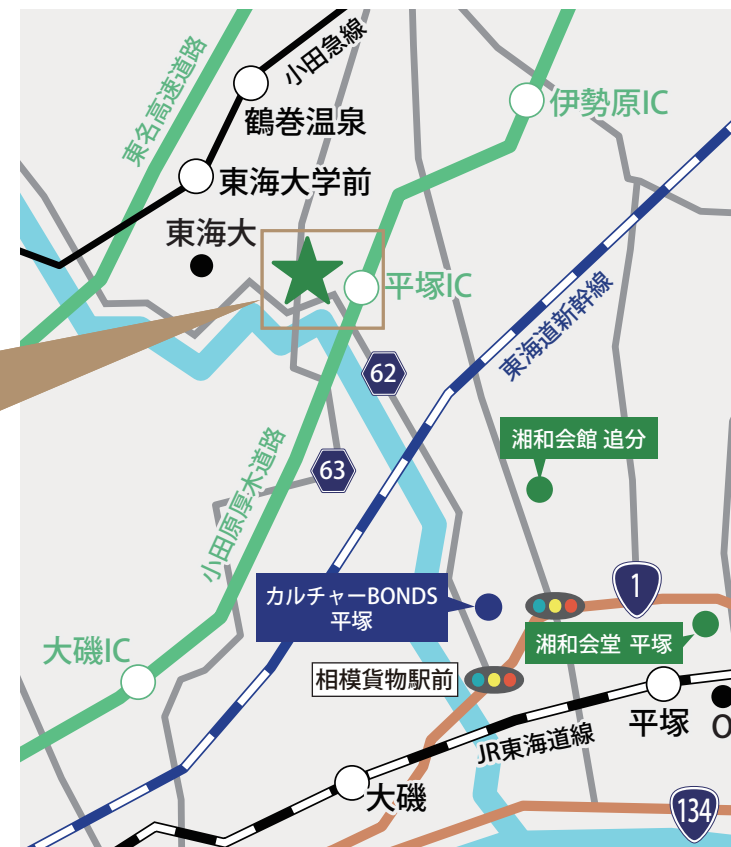 小田急線
東名高速道路
鶴巻温泉
伊勢原IC
東海大学前
東海大
平塚IC
東海道新幹線
62
湘和会館 追分
63
小田原厚木道路
カルチャーBONDS
平塚
1
湘和会堂 平塚
大磯IC
相模貨物駅前
平塚
O
JR東海道線
大磯
134